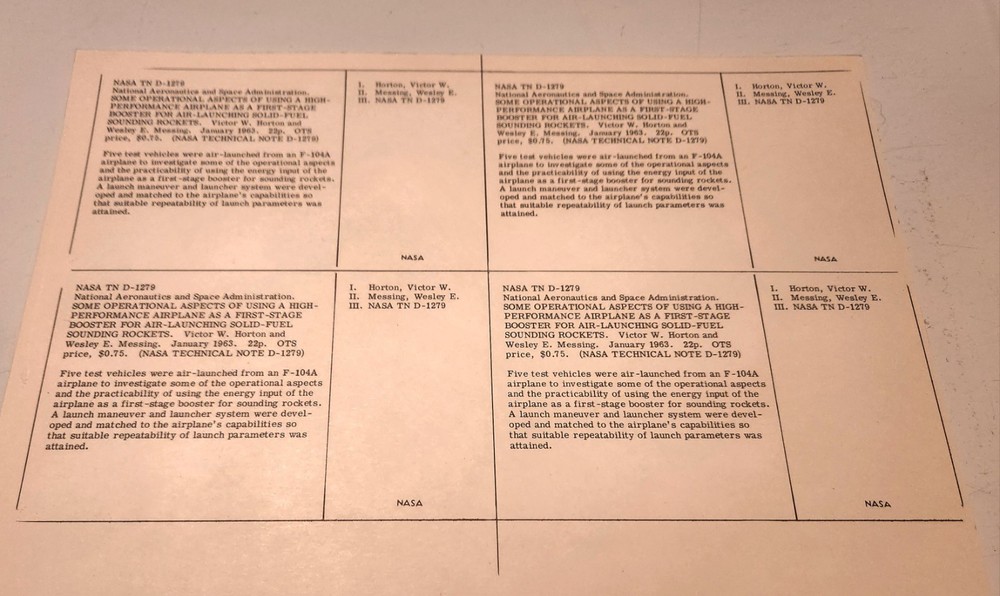 NASA TN D-1279
National Aeronautics and Space Administration.
SOME OPERATIONAL ASPECTS OF USING A HIGH-
PERFORMANCE AIRPLANE AS A FIRST-STAGE
BOOSTER FOR AIR-LAUNCHING SOLID-FUEL
SOUNDING ROCKETS. Victor W. Horton and
Wesley E. Messing. January 1963. 22p. OTS
price, $0.75. (NASA TECHNICAL NOTE D-1279)
Five test vehicles were air-launched from an F-104A
airplane to investigate some of the operational aspects
and the practicability of using the energy input of the
airplane as a first-stage booster for sounding rockets.
A launch maneuver and launcher system were devel-
oped and matched to the airplane's capabilities so
that suitable repeatability of launch parameters was
attained.
I. Horton, Victor W.
II. Messing, Wesley E.
III. NASA TN D-1279
NASA
NASA TN D-1279
National Aeronautics and Space Administration.
SOME OPERATIONAL ASPECTS OF USING A HIGH-
PERFORMANCE AIRPLANE AS A FIRST-STAGE
BOOSTER FOR AIR-LAUNCHING SOLID-FUEL
SOUNDING ROCKETS. Victor W. Horton and
Wesley E. Messing. January 1963. 22p. OTS
price, $0.75. (NASA TECHNICAL NOTE D-1279)
Five test vehicles were air-launched from an F-104A
airplane to investigate some of the operational aspects
and the practicability of using the energy input of the
airplane as a first-stage booster for sounding rockets.
A launch maneuver and launcher system were devel-
oped and matched to the airplane's capabilities so
that suitable repeatability of launch parameters was
attained.
I. Horton, Victor W.
II. Messing, Wesley E.
III. NASA TN D-1279
NASA
NASA TN D-1279
National Aeronautics and Space Administration.
SOME OPERATIONAL ASPECTS OF USING A HIGH-
PERFORMANCE AIRPLANE AS A FIRST-STAGE
BOOSTER FOR AIR-LAUNCHING SOLID-FUEL
SOUNDING ROCKETS. Victor W. Horton and
Wesley E. Messing. January 1963. 22p. OTS
price, $0.75. (NASA TECHNICAL NOTE D-1279)
Five test vehicles were air-launched from an F-104A
airplane to investigate some of the operational aspects
and the practicability of using the energy input of the
airplane as a first-stage booster for sounding rockets.
A launch maneuver and launcher system were devel-
oped and matched to the airplane's capabilities so
that suitable repeatability of launch parameters was
attained.
I. Horton, Victor W.
II. Messing, Wesley E.
III. NASA TN D-1279
NASA
NASA TN D-1279
National Aeronautics and Space Administration.
SOME OPERATIONAL ASPECTS OF USING A HIGH-
PERFORMANCE AIRPLANE AS A FIRST-STAGE
BOOSTER FOR AIR-LAUNCHING SOLID-FUEL
SOUNDING ROCKETS. Victor W. Horton and
Wesley E. Messing. January 1963. 22p. OTS
price, $0.75. (NASA TECHNICAL NOTE D-1279)
Five test vehicles were air-launched from an F-104A
airplane to investigate some of the operational aspects
and the practicability of using the energy input of the
airplane as a first-stage booster for sounding rockets.
A launch maneuver and launcher system were devel-
oped and matched to the airplane's capabilities so
that suitable repeatability of launch parameters was
attained.
I. Horton, Victor W.
II. Messing, Wesley E.
III. NASA TN D-1279
NASA